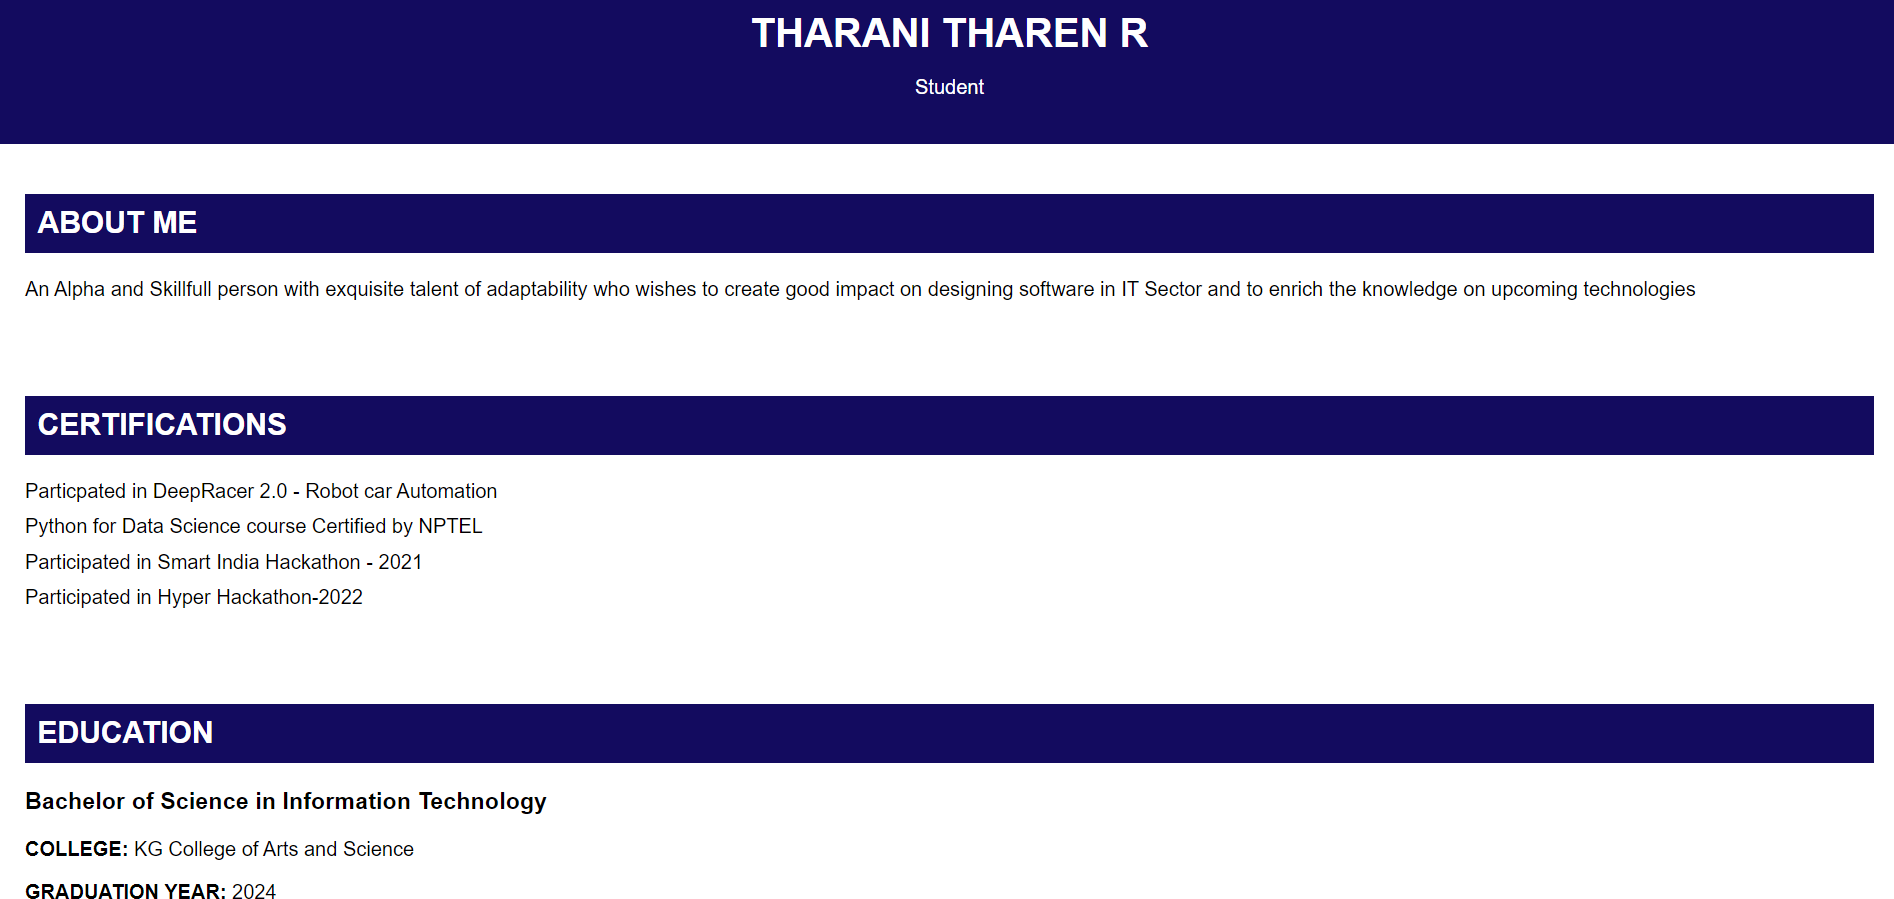 THARANI THAREN R
Student
ABOUT ME
An Alpha and Skillfull person with exquisite talent of adaptability who wishes to create good impact on designing software in IT Sector and to enrich the knowledge on upcoming technologies
CERTIFICATIONS
Particpated in DeepRacer 2.0 - Robot car Automation
Python for Data Science course Certified by NPTEL
Participated in Smart India Hackathon - 2021
Participated in Hyper Hackathon-2022
EDUCATION
Bachelor of Science in Information Technology
COLLEGE: KG College of Arts and Science
GRADUATION YEAR: 2024